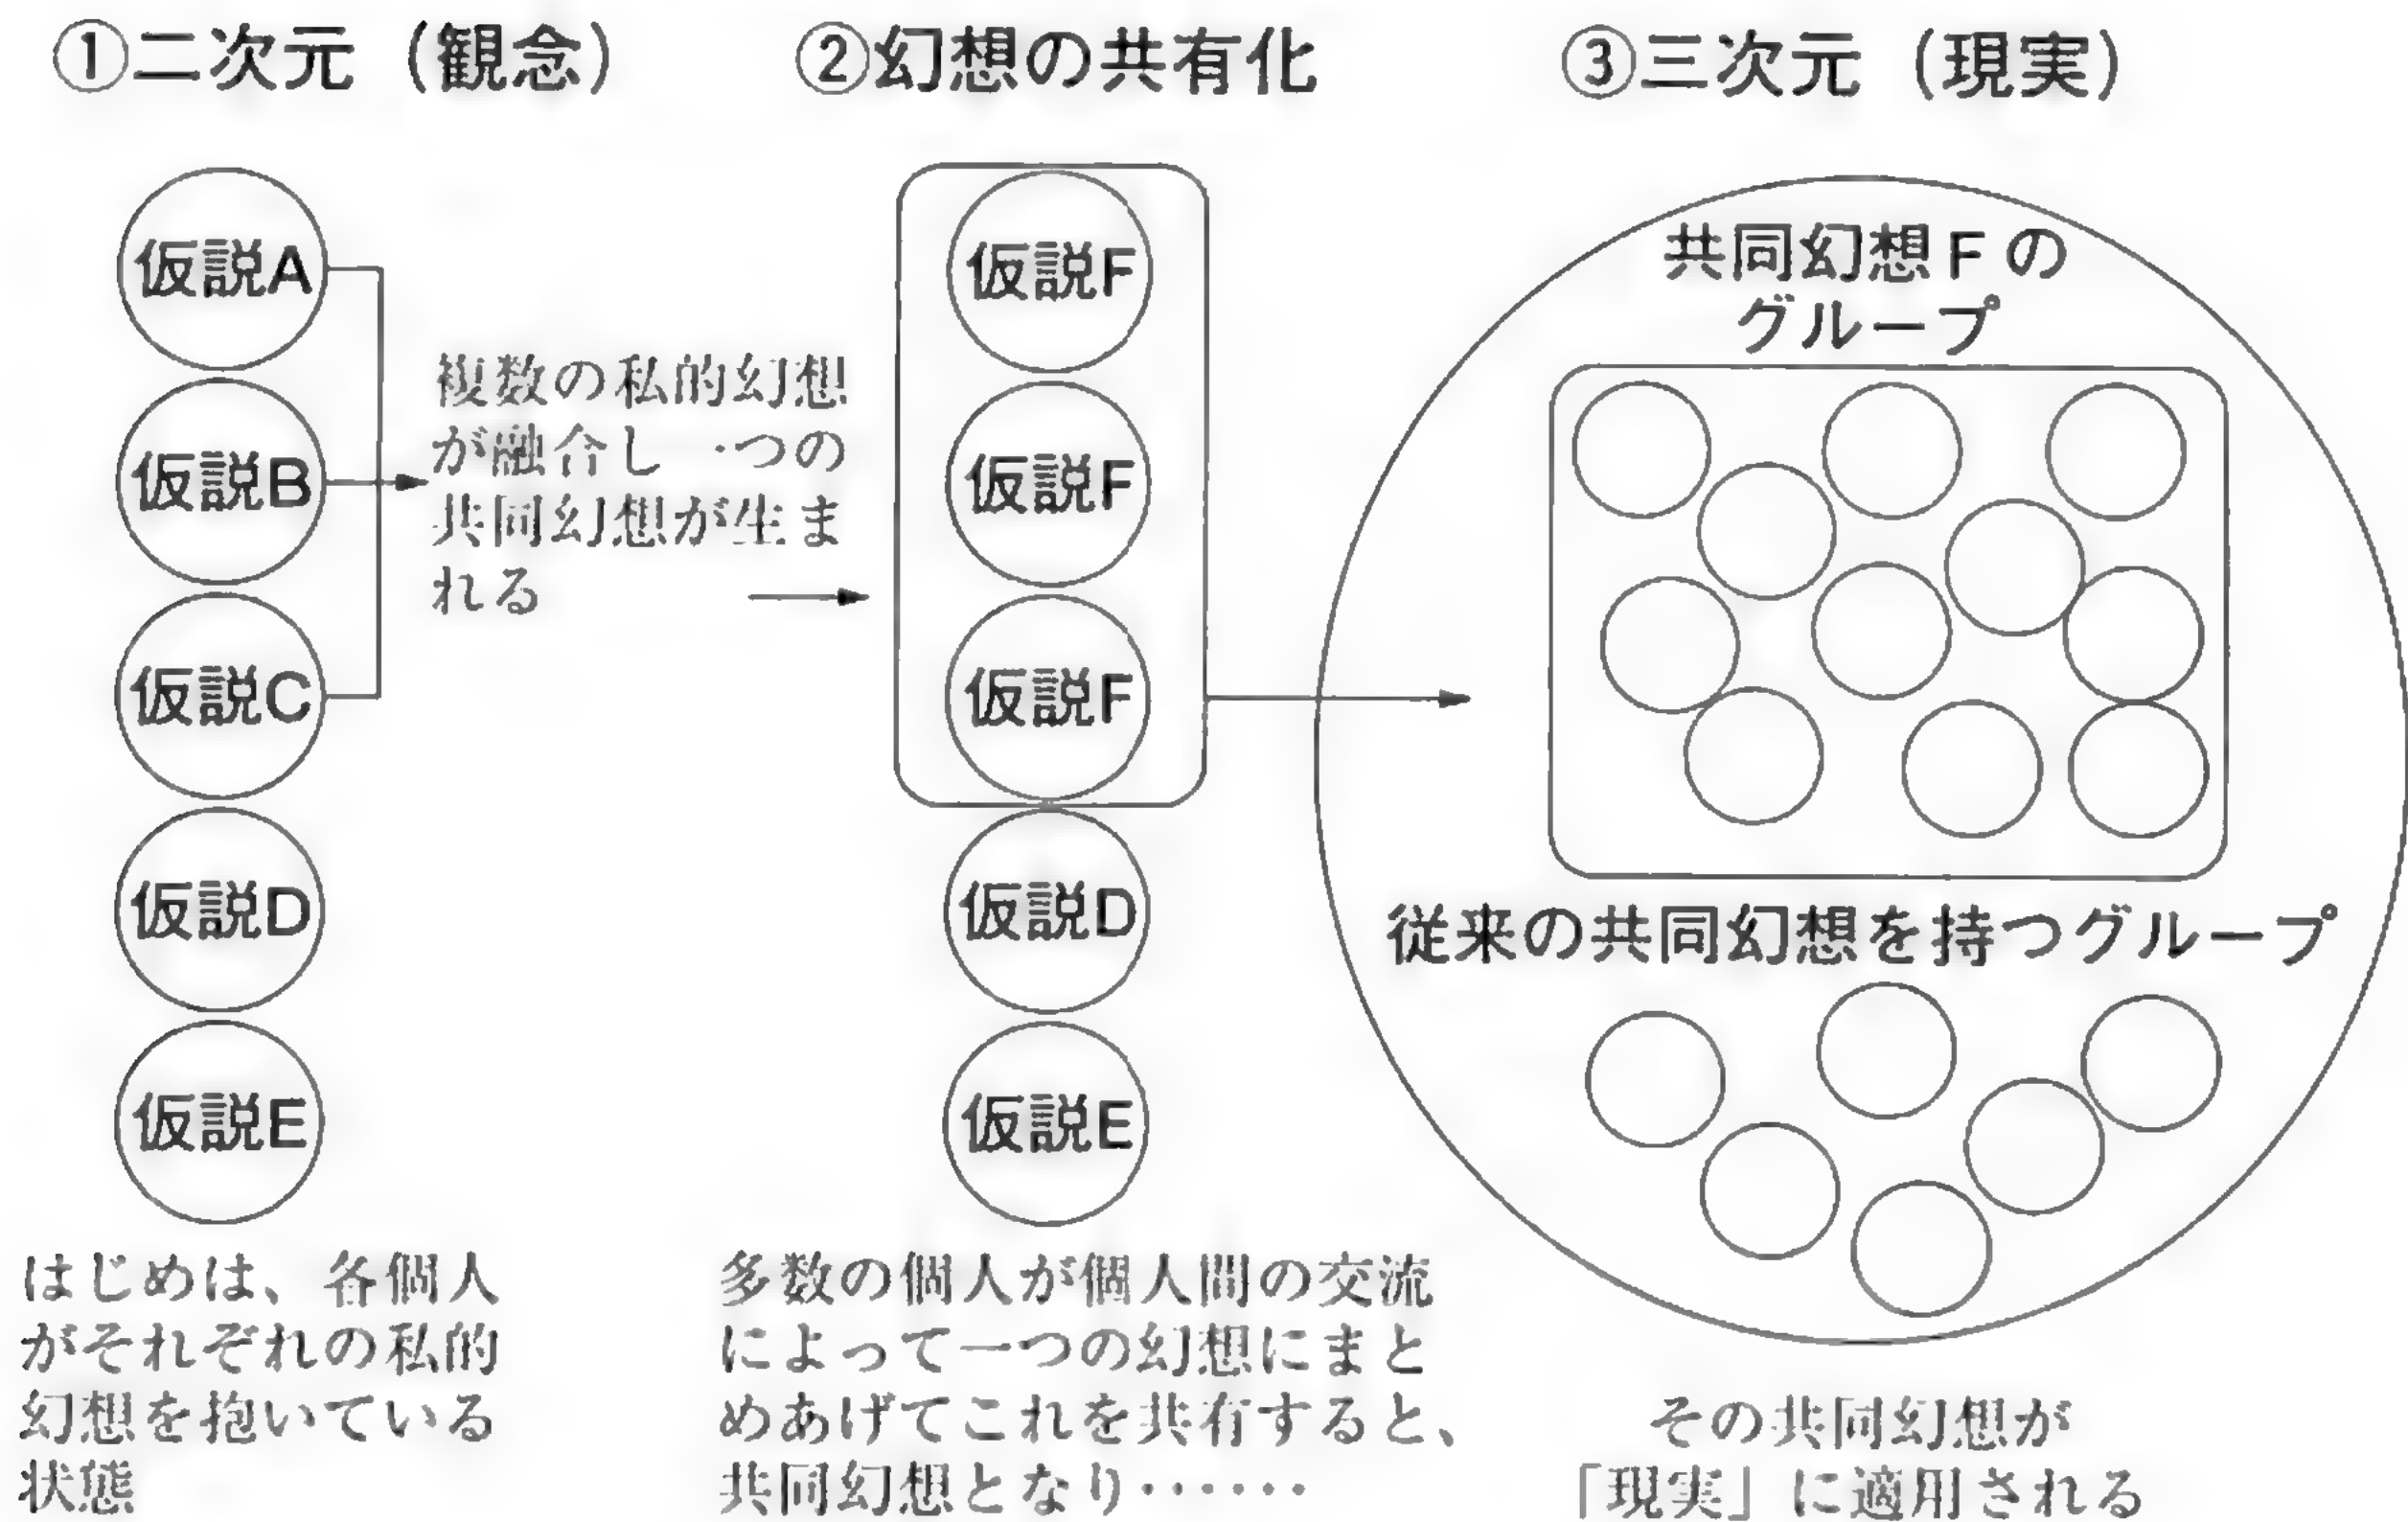 ①二次元（観念）
仮説A
仮説B
仮説C
仮説D
仮説E
はじめは、各個人
がそれぞれの私的
幻想を抱いている
状態
複数の私的幻想
が融合し一つの
共同幻想が生ま
れる
②幻想の共有化
仮説F
仮説F
仮説F
仮説D
仮説E
多数の個人が個人間の交流
によって一つの幻想にまと
めあげてこれを共有すると、
共同幻想となり……
③三次元（現実）
共同幻想Fの
グループ
従来の共同幻想を持つグループ
その共同幻想が
「現実」に適用される